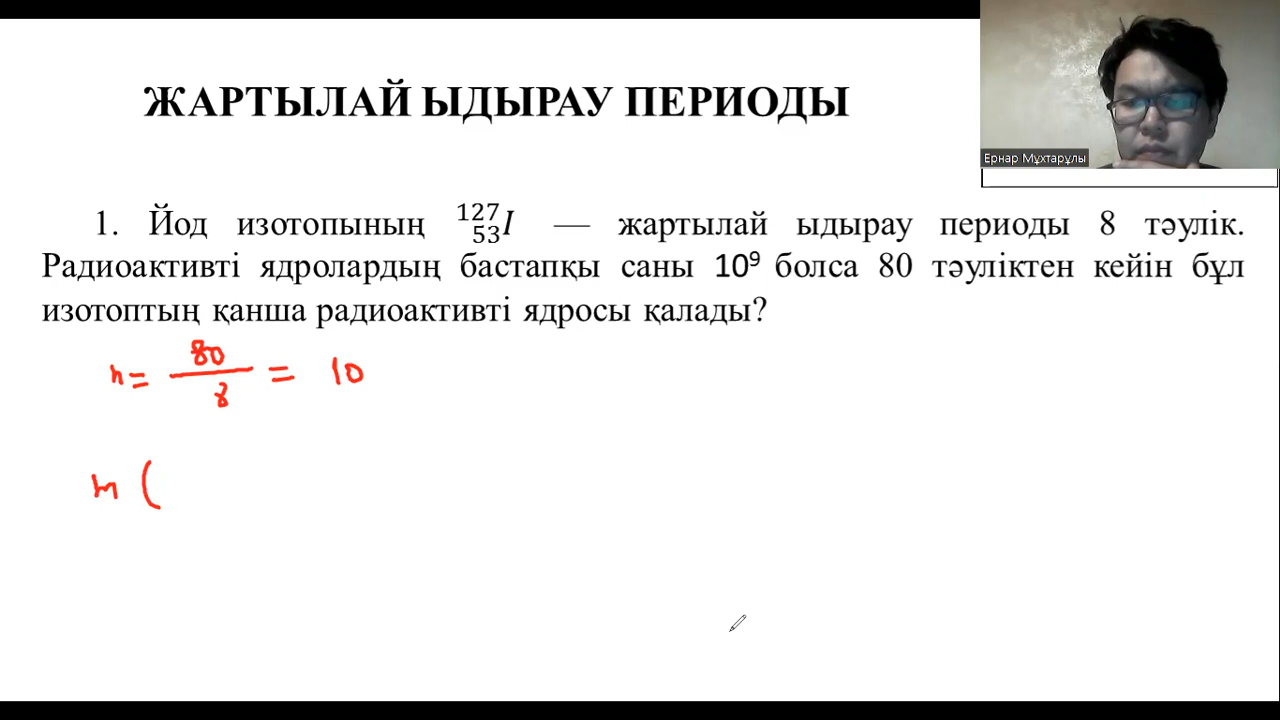 ЖАРТЫЛАЙ ЫДЫРАУ ПЕРИОДЫ
Ернар Мұхтарұлы
1. Йод изотопының ¹²⁷₅₃I — жартылай ыдырау периоды 8 тәулік.
Радиоактивті ядролардың бастапқы саны 10⁹ болса 80 тәуліктен кейін бұл
изотоптың қанша радиоактивті ядросы қалады?
n = 80/8 = 10
m (